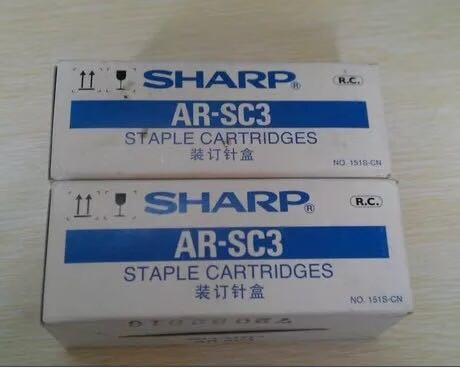 SHARP® R.C.
AR-SC3
STAPLE CARTRIDGES
装订针盒
NO. 151S-CN
SHARP® R.C.
AR-SC3
STAPLE CARTRIDGES
装订针盒
NO. 151S-CN